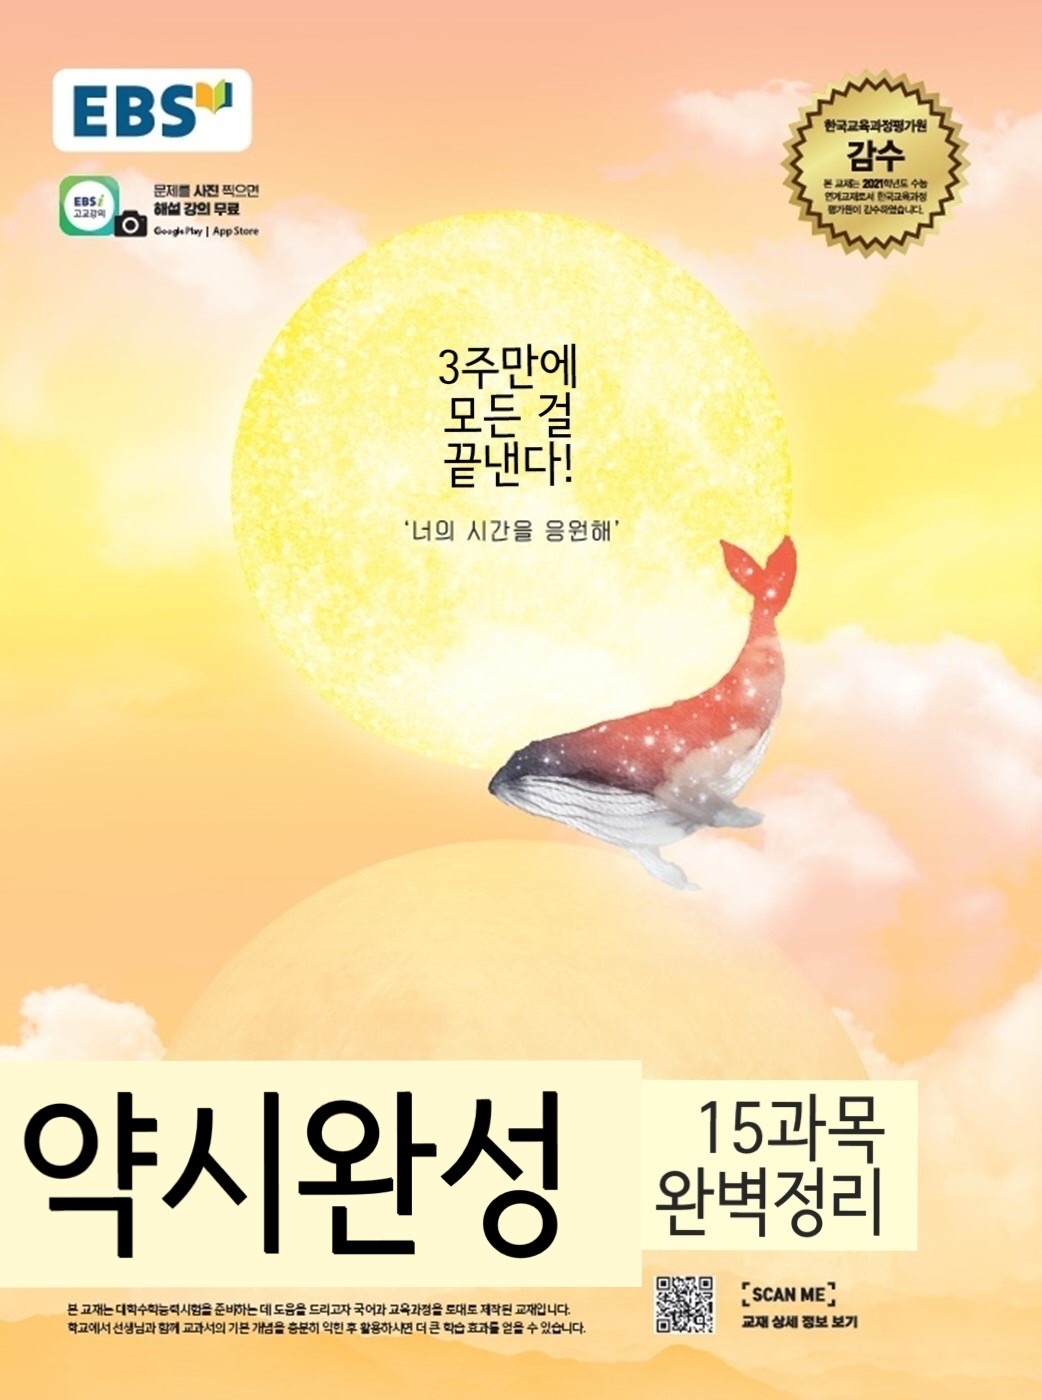 EBS
EBSi
고교강의
문제를 사진 찍으면
해설 강의 무료
Google Play | App Store
한국교육과정평가원
감수
본 교재는 2021학년도 수능
연계교재로서 한국교육과정
평가원이 감수하였습니다.
3주만에
모든 걸
끝낸다!
‘너의 시간을 응원해’
약시완성
15과목
완벽정리
본 교재는 대학수학능력시험을 준비하는 데 도움을 드리고자 국어과 교육과정을 토대로 제작된 교재입니다.
학교에서 선생님과 함께 교과서의 기본 개념을 충분히 익힌 후 활용하시면 더 큰 학습 효과를 얻을 수 있습니다.
SCAN ME
교재 상세 정보 보기